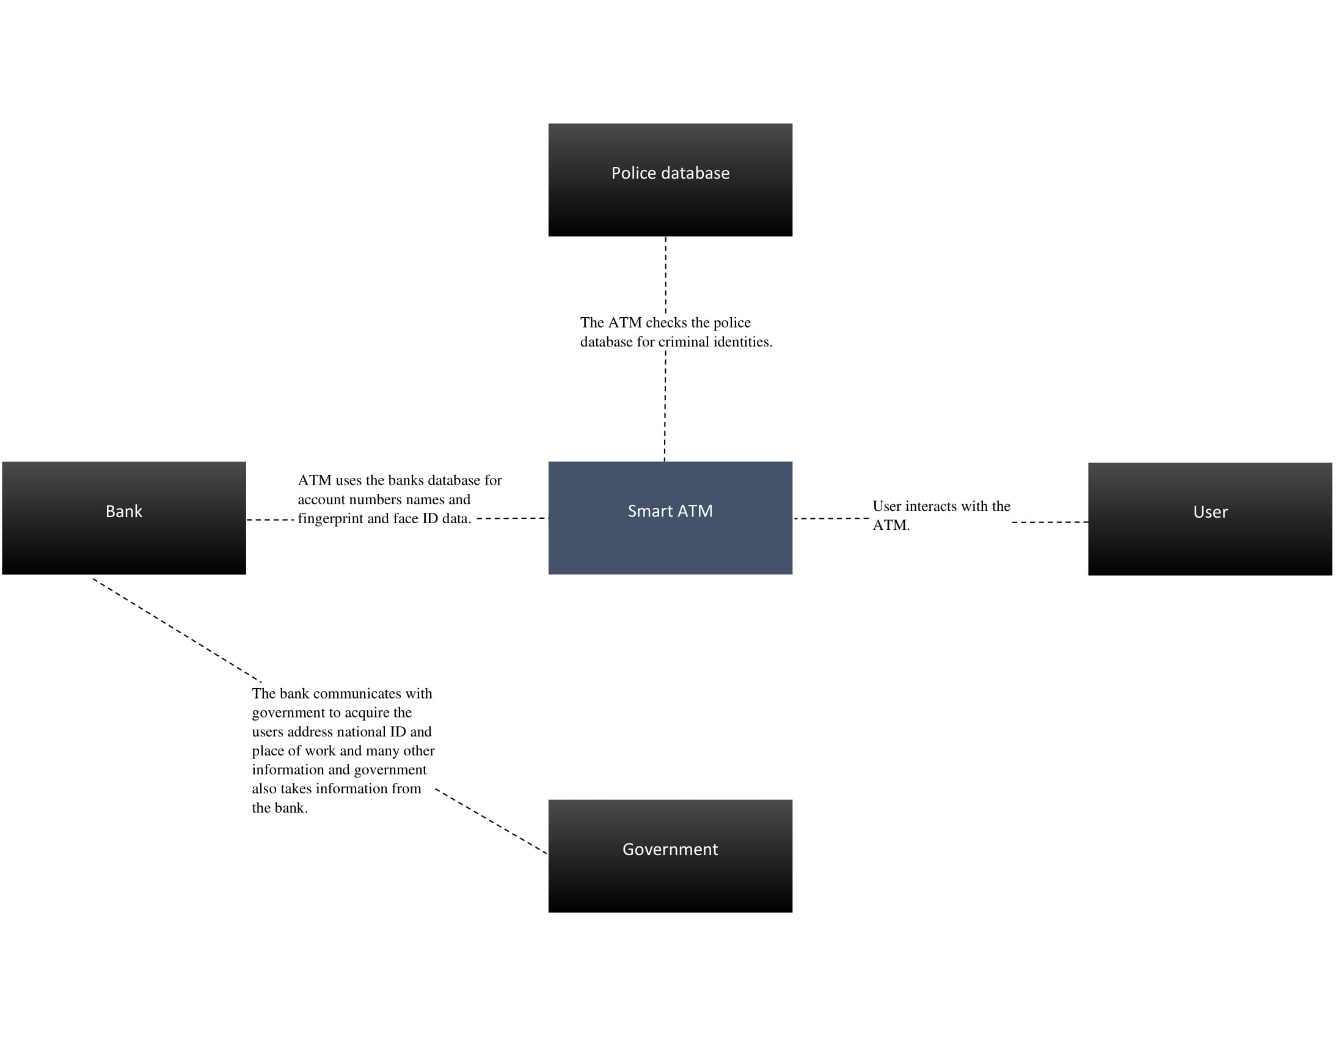 Police database
The ATM checks the police
database for criminal identities.
Bank
ATM uses the banks database for
account numbers names and
fingerprint and face ID data.
Smart ATM
User interacts with the
ATM.
User
The bank communicates with
government to acquire the
users address national ID and
place of work and many other
information and government
also takes information from
the bank.
Government